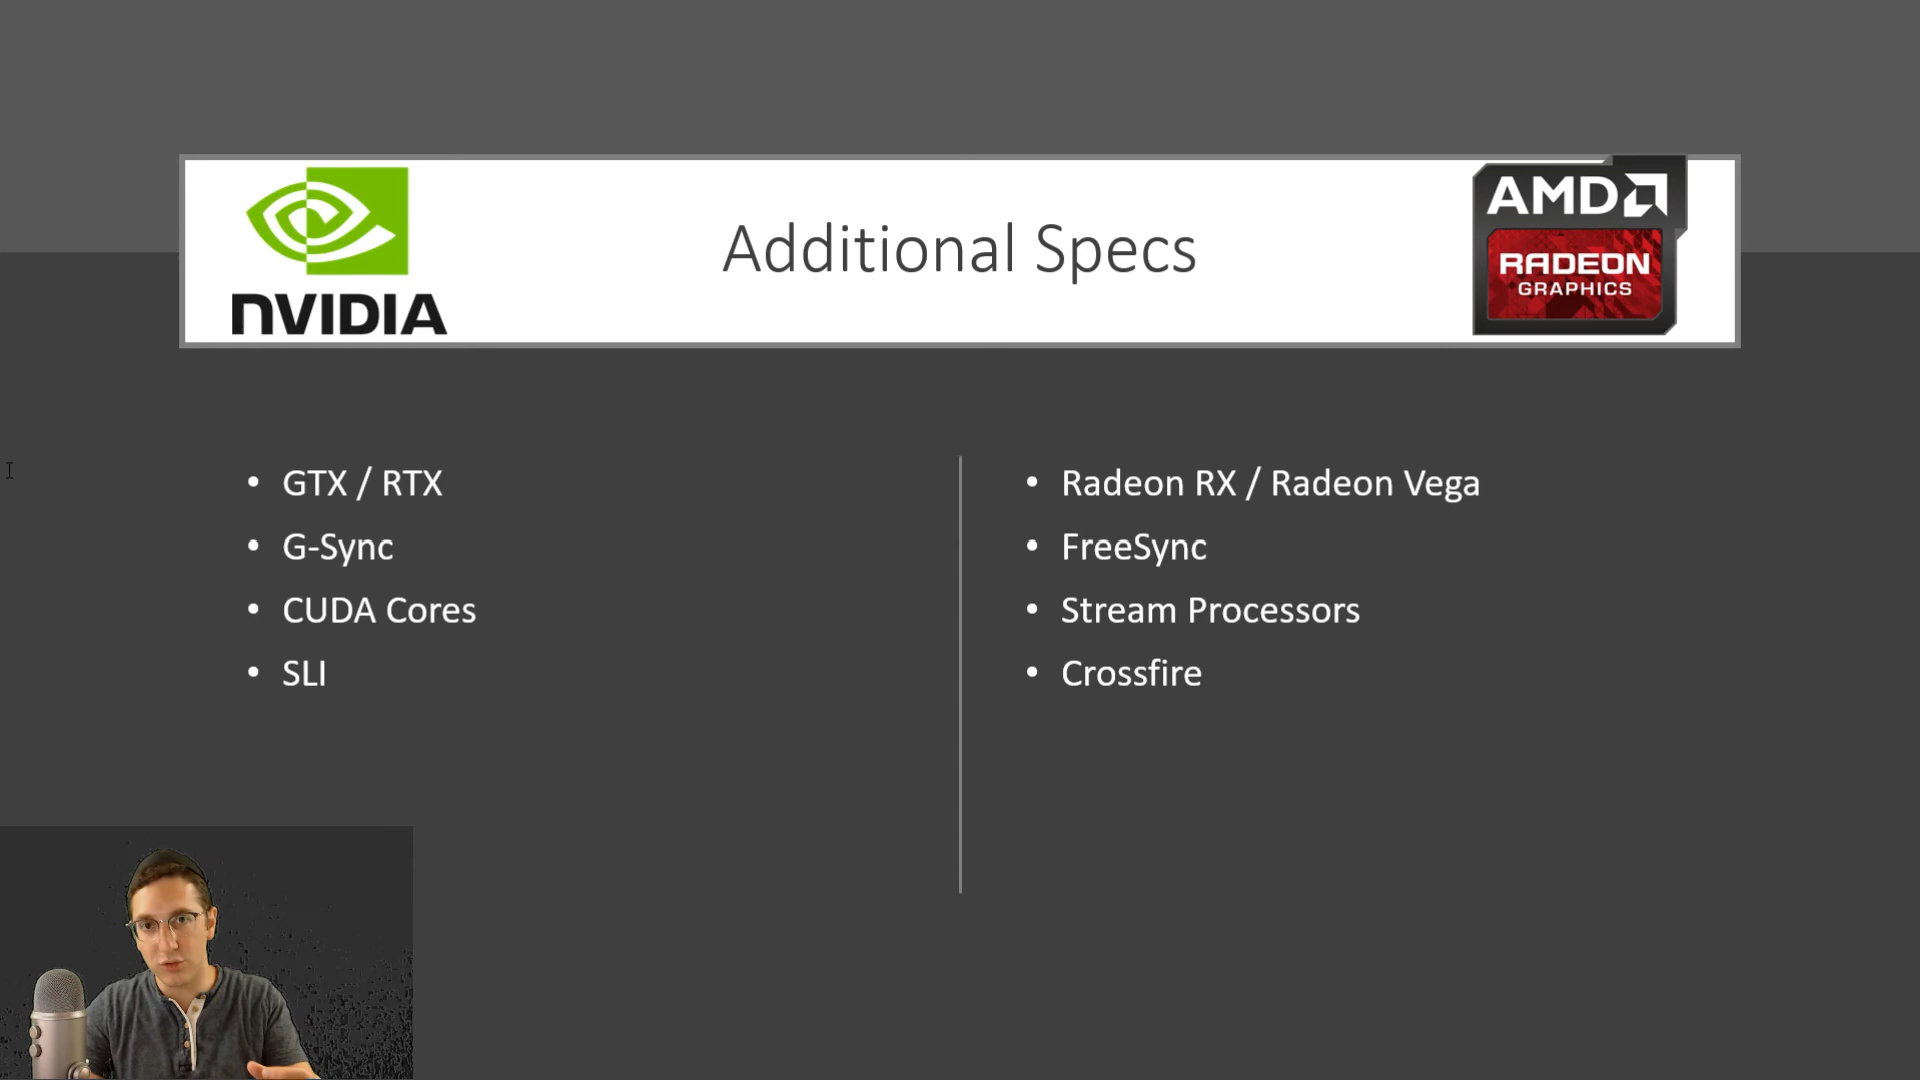 NVIDIA
Additional Specs
AMD
RADEON
GRAPHICS
• GTX / RTX
• G-Sync
• CUDA Cores
• SLI
• Radeon RX / Radeon Vega
• FreeSync
• Stream Processors
• Crossfire